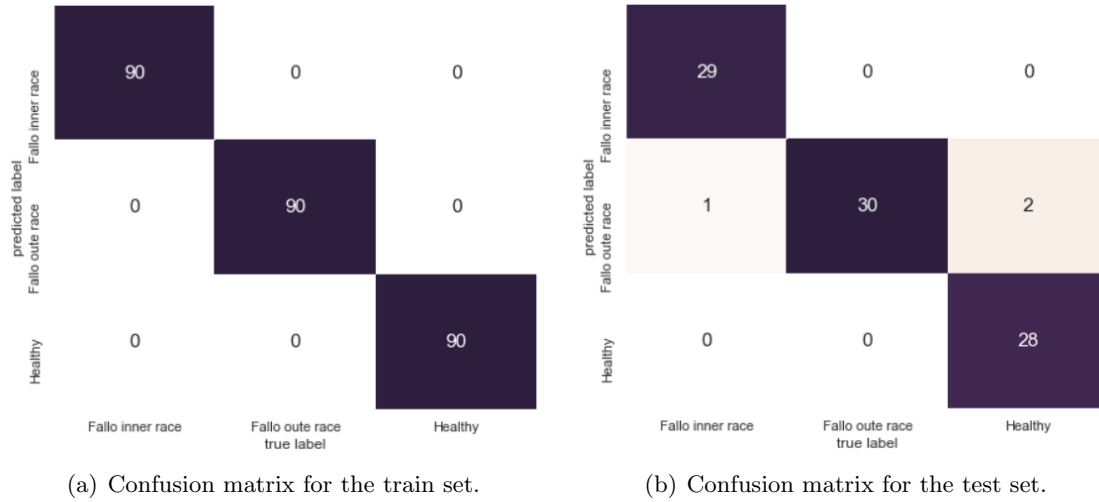 90 0 0
0 90 0
0 0 90
Fallo inner race
Fallo oute race
Healthy
predicted label
Fallo inner race Fallo oute race Healthy
true label
(a) Confusion matrix for the train set.
29 0 0
1 30 2
0 0 28
Fallo inner race
Fallo oute race
Healthy
predicted label
Fallo inner race Fallo oute race Healthy
true label
(b) Confusion matrix for the test set.